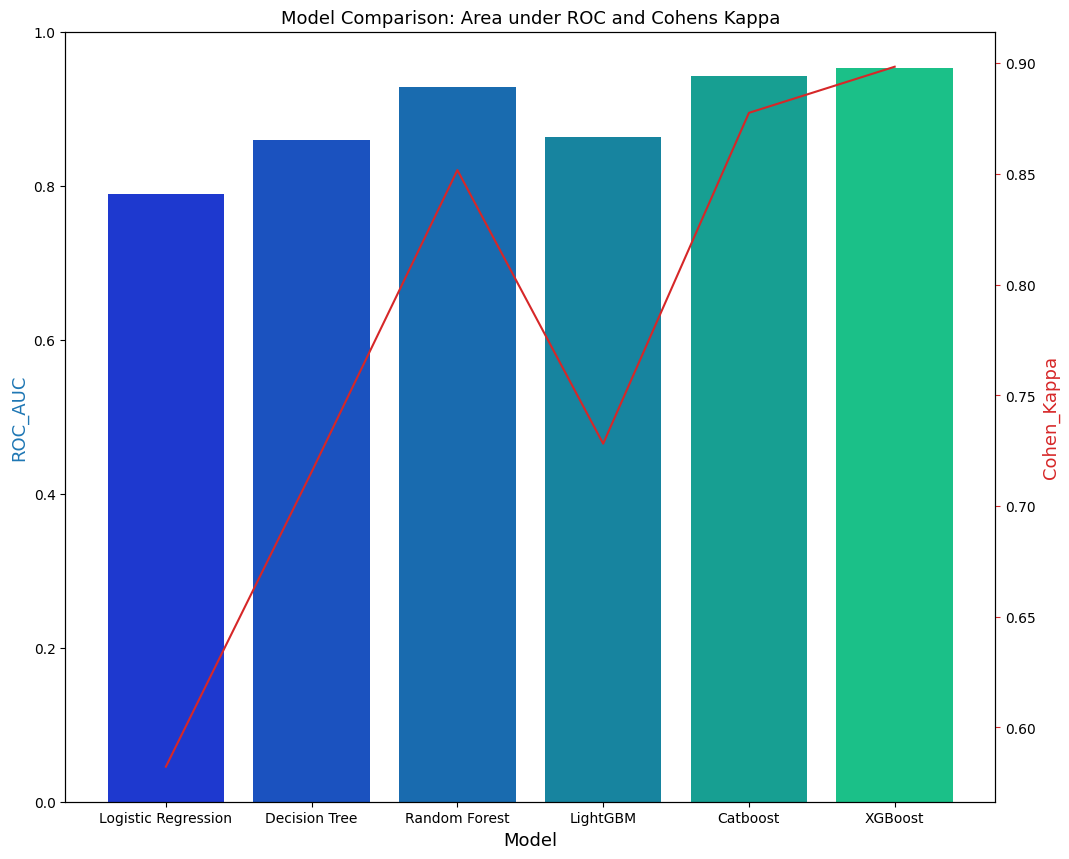 Model Comparison: Area under ROC and Cohens Kappa
1.0
0.8
0.6
0.4
0.2
0.0
ROC_AUC
0.90
0.85
0.80
0.75
0.70
0.65
0.60
Cohen_Kappa
Logistic Regression Decision Tree Random Forest LightGBM Catboost XGBoost
Model